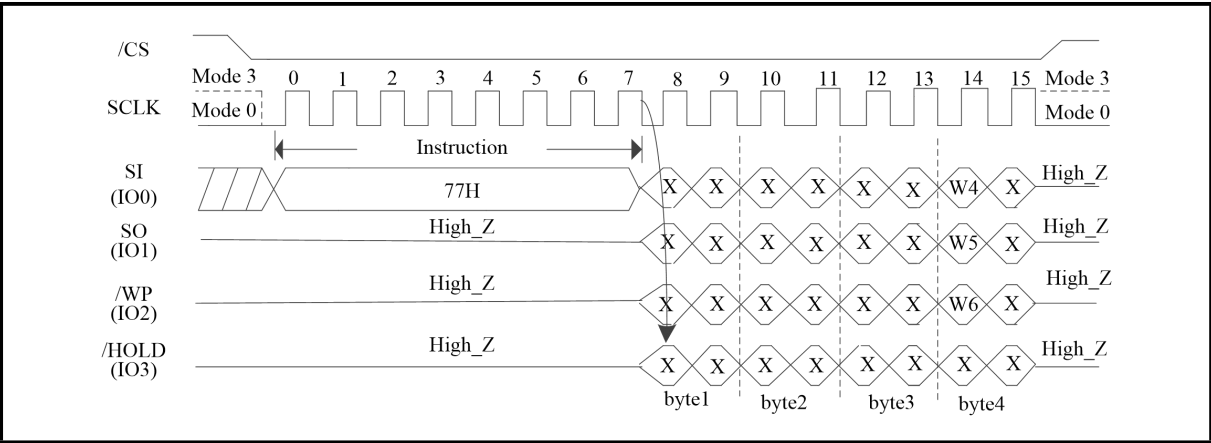 /CS
Mode 3 0 1 2 3 4 5 6 7 8 9 10 11 12 13 14 15 Mode 3
SCLK Mode 0 Mode 0
Instruction
SI
(IO0)
77H X X X X X X W4 X High_Z
SO
(IO1)
High_Z X X X X X X W5 X High_Z
/WP
(IO2)
High_Z X X X X X X W6 X High_Z
/HOLD
(IO3)
High_Z X X X X X X X X High_Z
byte1 byte2 byte3 byte4